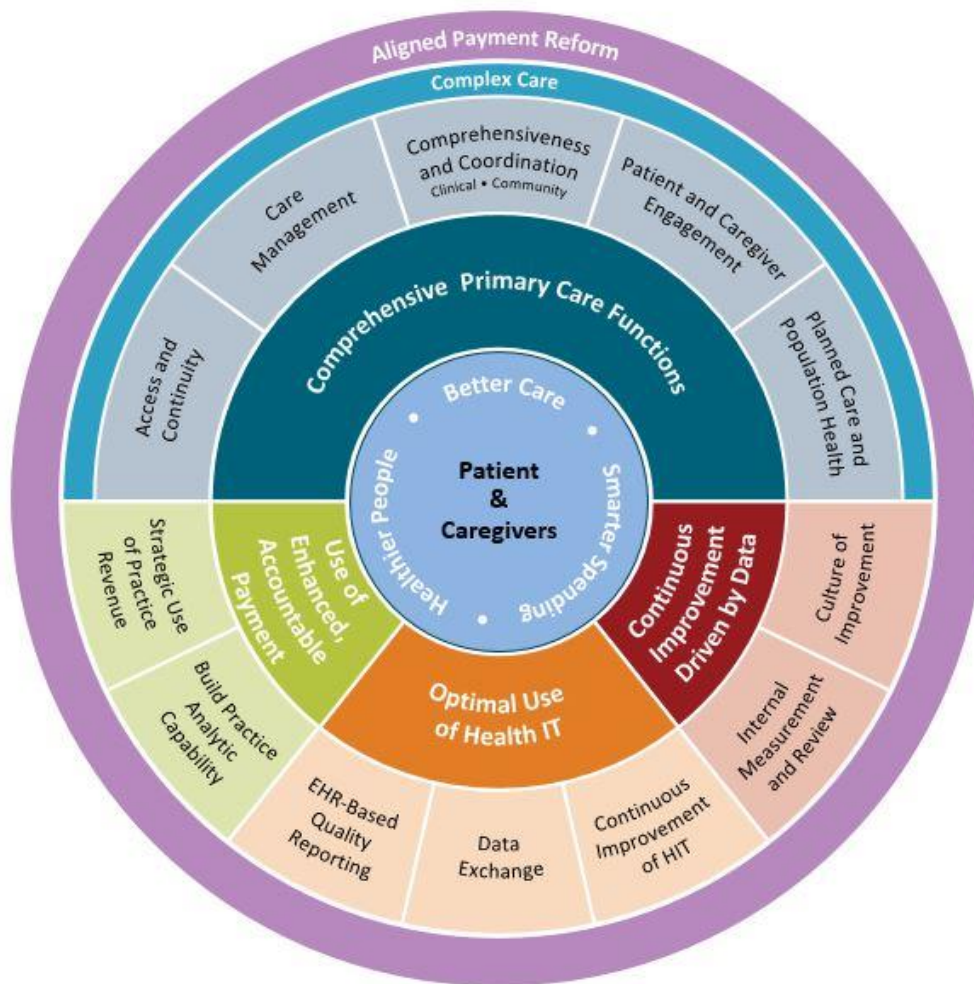 Aligned Payment Reform
Complex Care
Comprehensiveness
and Coordination
Clinical • Community
Care
Management
Patient and Caregiver
Engagement
Access and
Continuity
Planned Care and
Population Health
Comprehensive Primary Care Functions
Better Care •
Smarter Spending •
Healthier People •
Patient
&
Caregivers
Use of
Enhanced,
Accountable
Payment
Continuous
Improvement
Driven by Data
Optimal Use
of Health IT
Strategic Use
of Practice
Revenue
Build Practice
Analytic
Capability
EHR-Based
Quality
Reporting
Data
Exchange
Continuous
Improvement
of HIT
Internal
Measurement
and Review
Culture of
Improvement